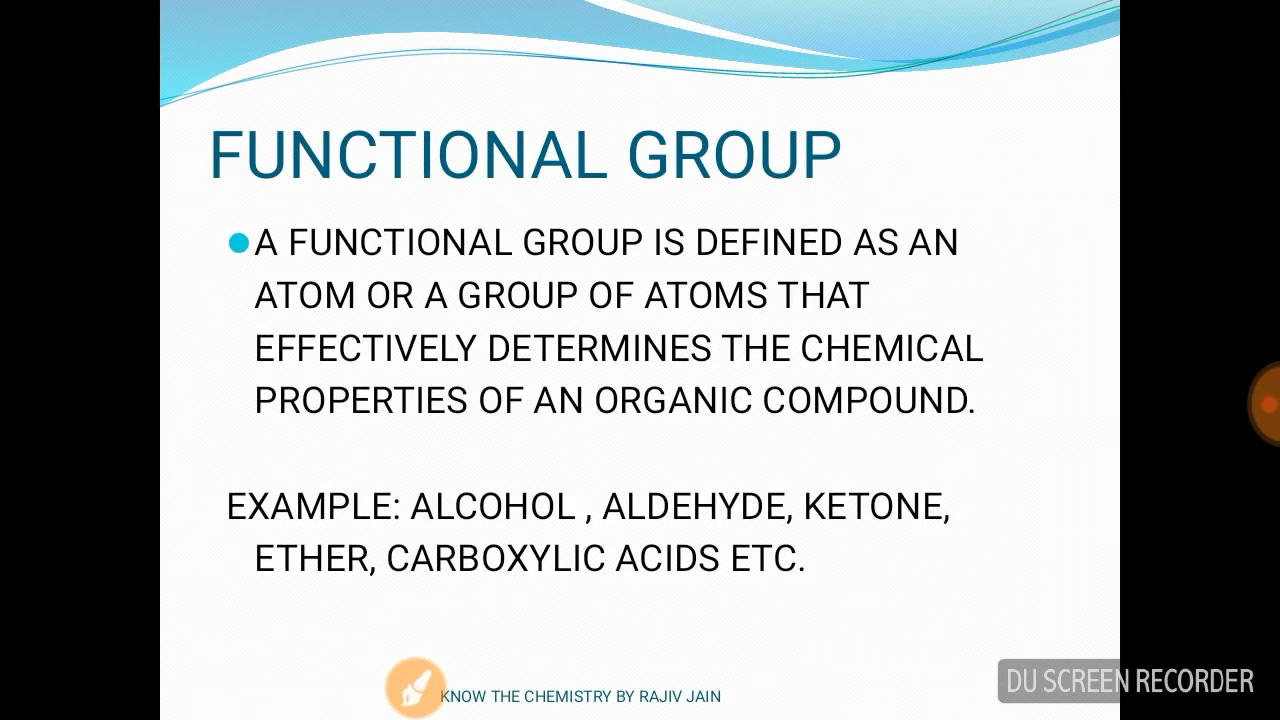 FUNCTIONAL GROUP
A FUNCTIONAL GROUP IS DEFINED AS AN
ATOM OR A GROUP OF ATOMS THAT
EFFECTIVELY DETERMINES THE CHEMICAL
PROPERTIES OF AN ORGANIC COMPOUND.
EXAMPLE: ALCOHOL , ALDEHYDE, KETONE,
ETHER, CARBOXYLIC ACIDS ETC.
KNOW THE CHEMISTRY BY RAJIV JAIN
DU SCREEN RECORDER